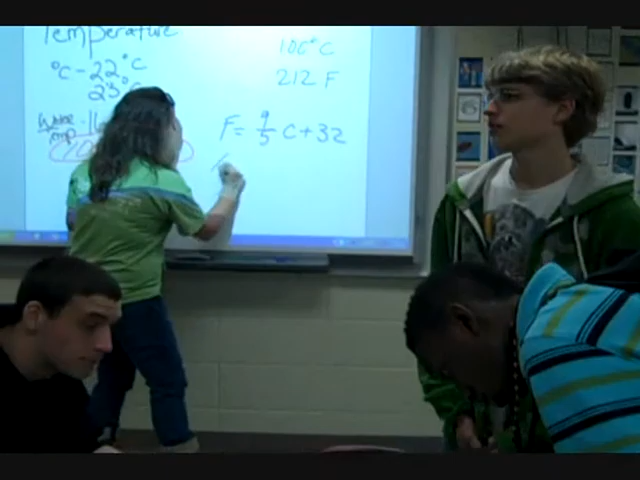 Temperature
°C - 22°C
23°C
100°C
212 F
F = 9/5 C + 32